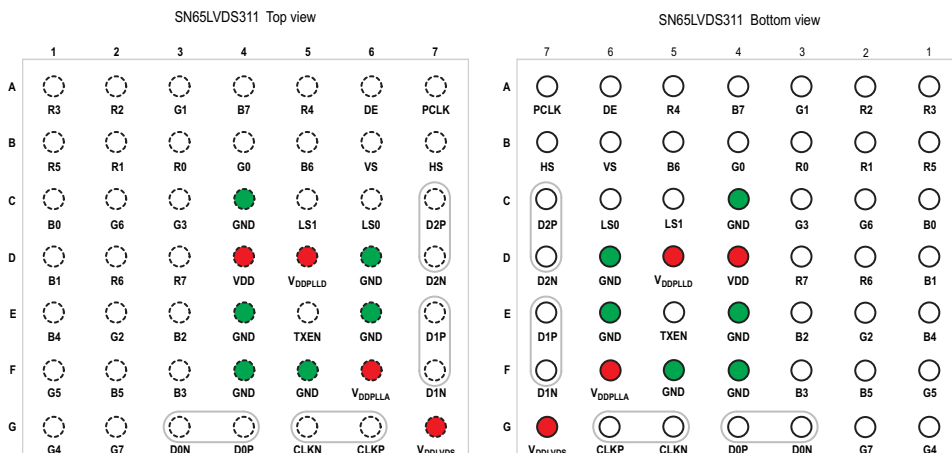 SN65LVDS311 Top view
1 2 3 4 5 6 7
A
R3 R2 G1 B7 R4 DE PCLK
B
R5 R1 R0 G0 B6 VS HS
C
B0 G6 G3 GND LS1 LS0 D2P
D
B1 R6 R7 VDD VDDPLLD GND D2N
E
B4 G2 B2 GND TXEN GND D1P
F
G5 B5 B3 GND GND VDDPLLA D1N
G
G4 G7 D0N D0P CLKN CLKP VDDLVDS
SN65LVDS311 Bottom view
7 6 5 4 3 2 1
A
PCLK DE R4 B7 G1 R2 R3
B
HS VS B6 G0 R0 R1 R5
C
D2P LS0 LS1 GND G3 G6 B0
D
D2N GND VDDPLLD VDD R7 R6 B1
E
D1P GND TXEN GND B2 G2 B4
F
D1N VDDPLLA GND GND B3 B5 G5
G
VDDLVDS CLKP CLKN D0P D0N G7 G4